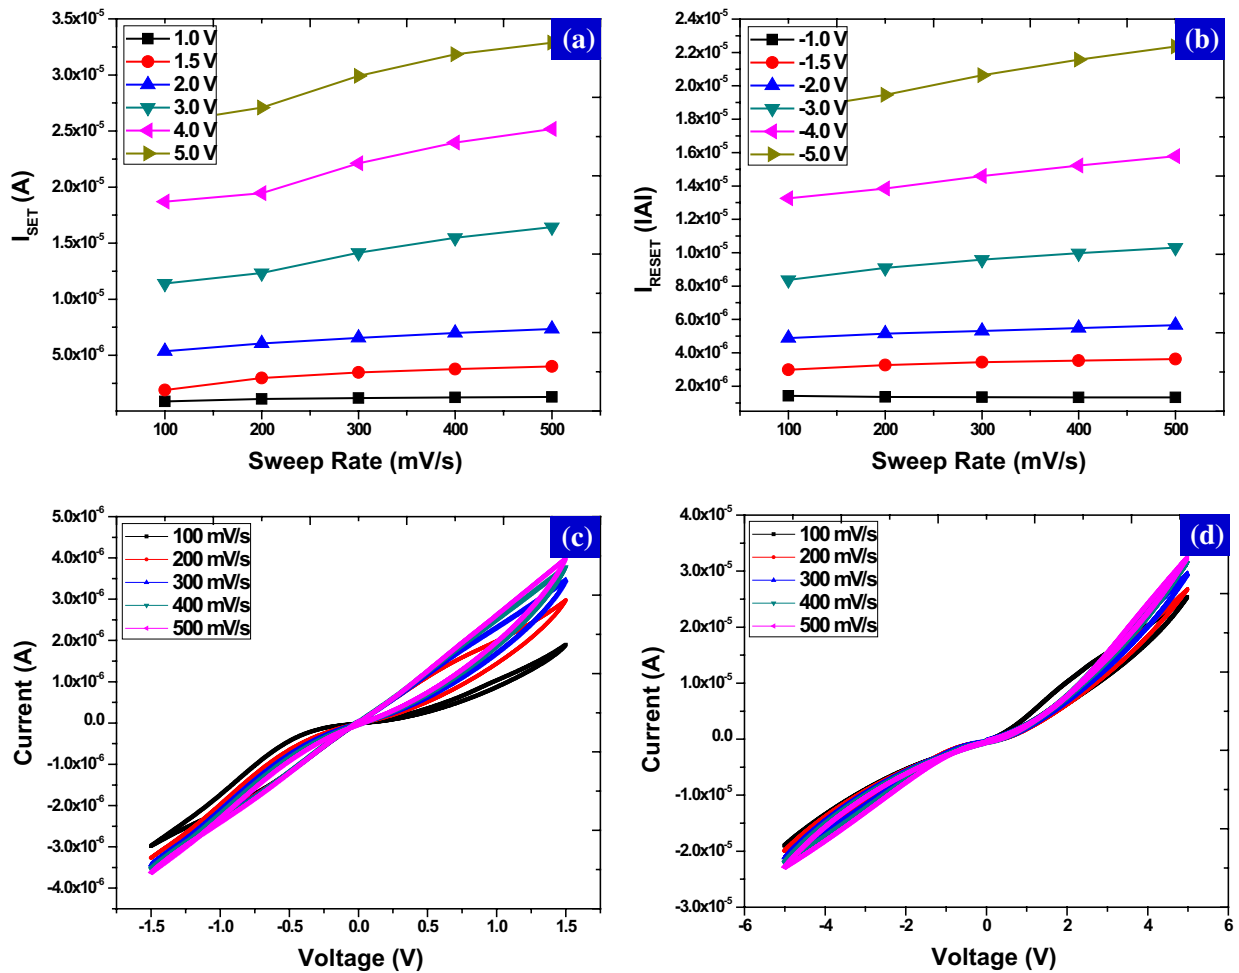 (a)
1.0 V
1.5 V
2.0 V
3.0 V
4.0 V
5.0 V
3.5x10⁻⁵
3.0x10⁻⁵
2.5x10⁻⁵
2.0x10⁻⁵
1.5x10⁻⁵
1.0x10⁻⁵
5.0x10⁻⁶
I_SET (A)
100 200 300 400 500
Sweep Rate (mV/s)
(b)
-1.0 V
-1.5 V
-2.0 V
-3.0 V
-4.0 V
-5.0 V
2.4x10⁻⁵
2.2x10⁻⁵
2.0x10⁻⁵
1.8x10⁻⁵
1.6x10⁻⁵
1.4x10⁻⁵
1.2x10⁻⁵
1.0x10⁻⁵
8.0x10⁻⁶
6.0x10⁻⁶
4.0x10⁻⁶
2.0x10⁻⁶
I_RESET (IAI)
100 200 300 400 500
Sweep Rate (mV/s)
(c)
100 mV/s
200 mV/s
300 mV/s
400 mV/s
500 mV/s
5.0x10⁻⁶
4.0x10⁻⁶
3.0x10⁻⁶
2.0x10⁻⁶
1.0x10⁻⁶
0.0
-1.0x10⁻⁶
-2.0x10⁻⁶
-3.0x10⁻⁶
-4.0x10⁻⁶
Current (A)
-1.5 -1.0 -0.5 0.0 0.5 1.0 1.5
Voltage (V)
(d)
100 mV/s
200 mV/s
300 mV/s
400 mV/s
500 mV/s
4.0x10⁻⁵
3.0x10⁻⁵
2.0x10⁻⁵
1.0x10⁻⁵
0.0
-1.0x10⁻⁵
-2.0x10⁻⁵
-3.0x10⁻⁵
Current (A)
-6 -4 -2 0 2 4 6
Voltage (V)